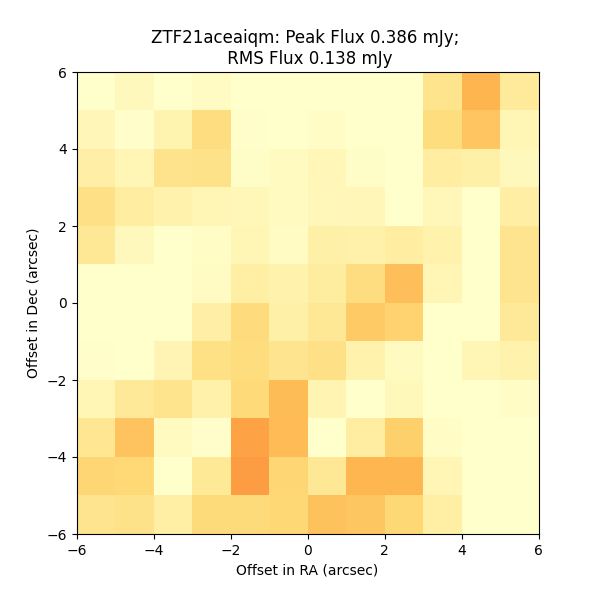 ZTF21aceaiqm: Peak Flux 0.386 mJy;
RMS Flux 0.138 mJy
6
4
2
0
−2
−4
−6
Offset in Dec (arcsec)
−6 −4 −2 0 2 4 6
Offset in RA (arcsec)